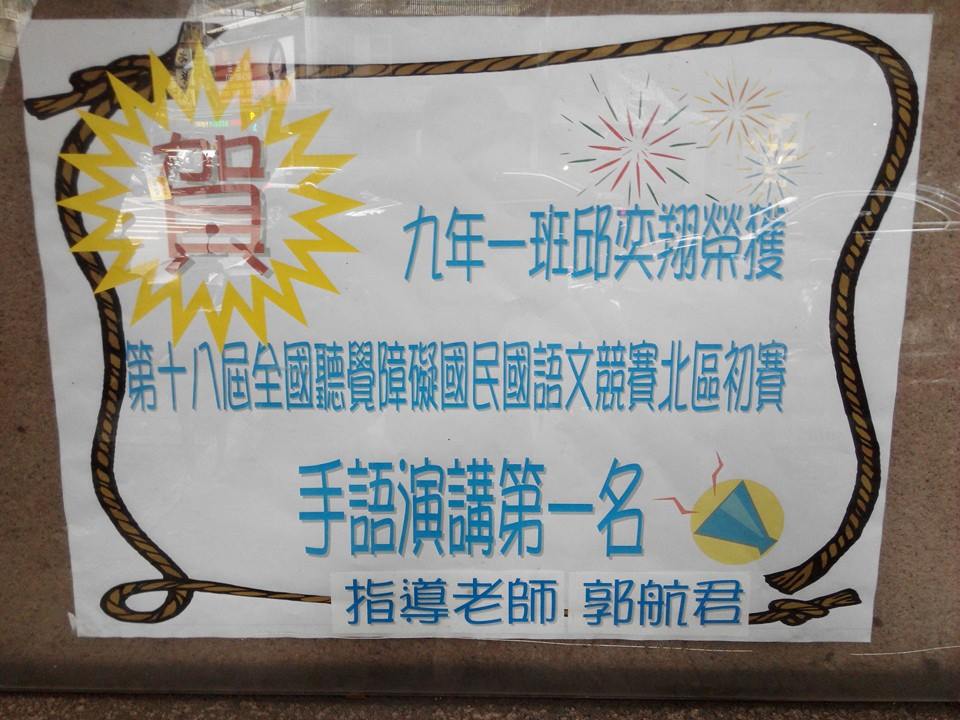 賀
九年一班邱奕翔榮獲
第十八屆全國聽覺障礙國民國語文競賽北區初賽
手語演講第一名
指導老師 郭航君